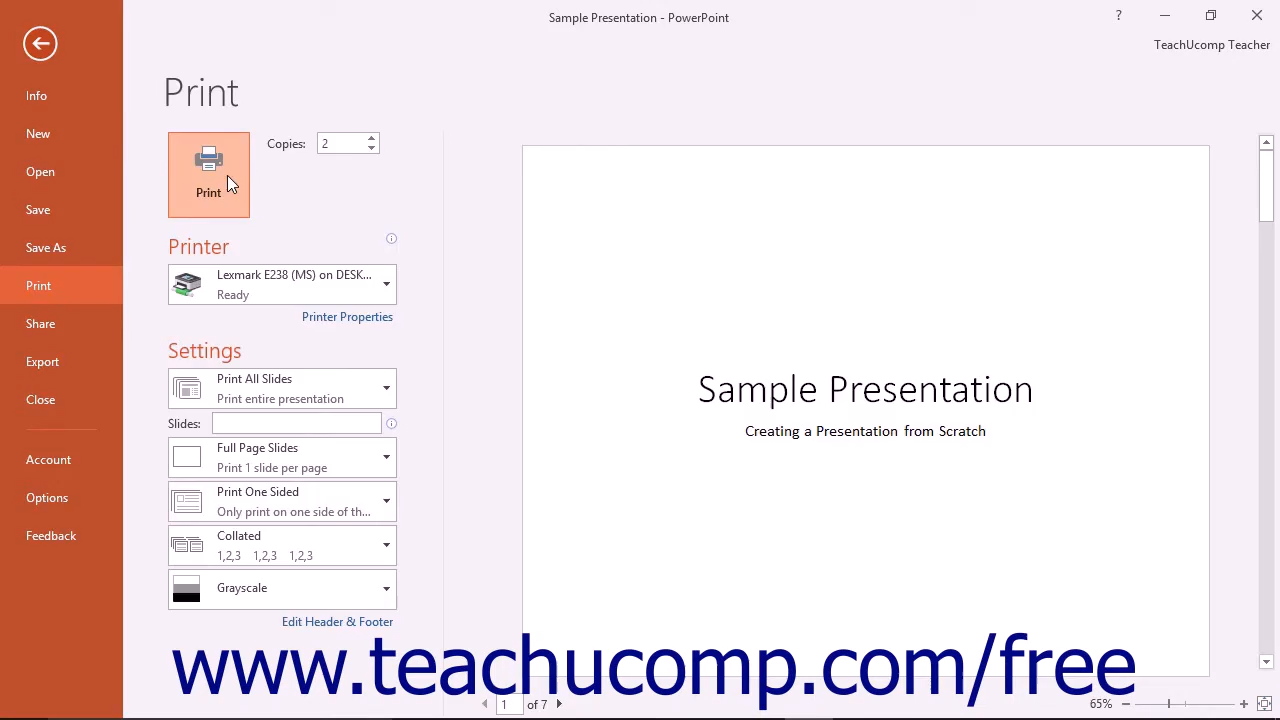 Sample Presentation - PowerPoint
?
TeachUcomp Teacher
Info
New
Open
Save
Save As
Print
Share
Export
Close
Account
Options
Feedback
Print
Print
Copies: 2
Printer
Lexmark E238 (MS) on DESK...
Ready
Printer Properties
Settings
Print All Slides
Print entire presentation
Slides:
Full Page Slides
Print 1 slide per page
Print One Sided
Only print on one side of th...
Collated
1,2,3 1,2,3 1,2,3
Grayscale
Edit Header & Footer
Sample Presentation
Creating a Presentation from Scratch
www.teachucomp.com/free
1 of 7
65%